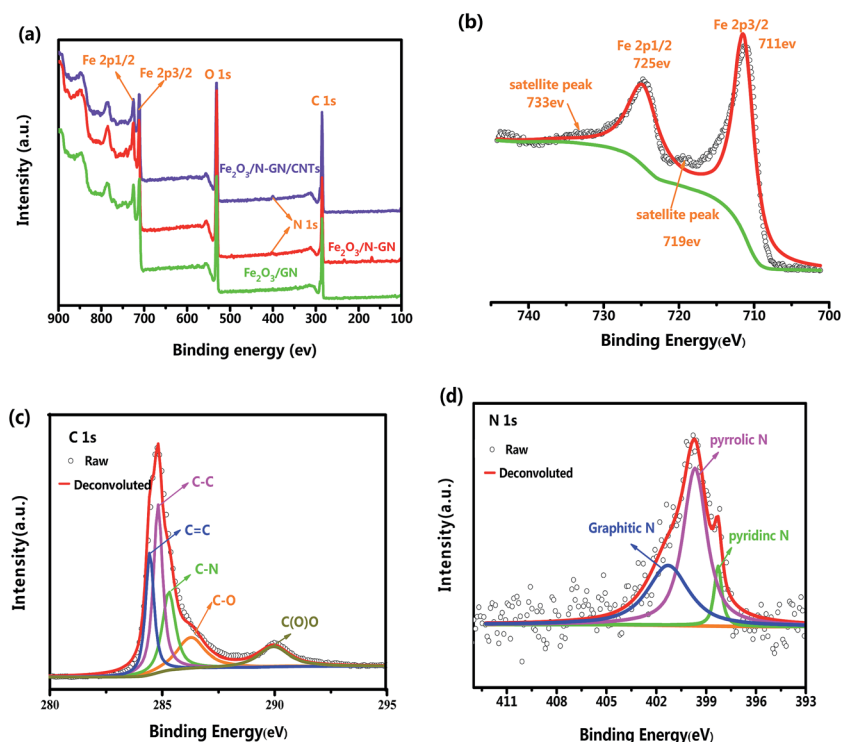 (a)
Fe 2p1/2
Fe 2p3/2
O 1s
C 1s
Fe₂O₃/N-GN/CNTs
N 1s
Fe₂O₃/N-GN
Fe₂O₃/GN
Intensity (a.u.)
900 800 700 600 500 400 300 200 100
Binding energy (ev)
(b)
Fe 2p3/2
711ev
Fe 2p1/2
725ev
satellite peak
733ev
satellite peak
719ev
Intensity (a.u.)
740 730 720 710 700
Binding Energy(eV)
(c)
C 1s
Raw
Deconvoluted
C-C
C=C
C-N
C-O
C(O)O
Intensity(a.u.)
280 285 290 295
Binding Energy(eV)
(d)
N 1s
Raw
Deconvoluted
pyrrolic N
Graphitic N
pyridinc N
Intensity(a.u.)
411 408 405 402 399 396 393
Binding Energy(eV)